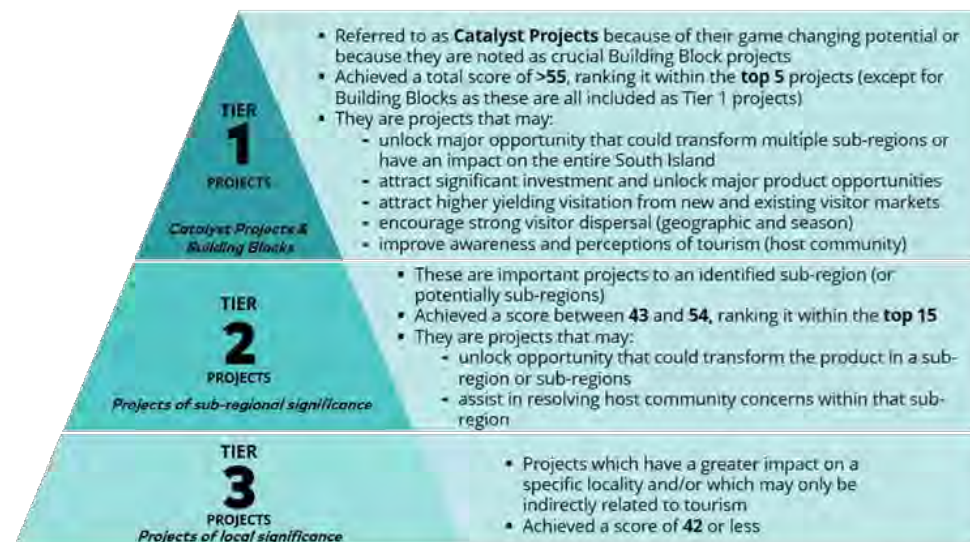 TIER
1
PROJECTS
Catalyst Projects &
Building Blocks
▪ Referred to as Catalyst Projects because of their game changing potential or
because they are noted as crucial Building Block projects
▪ Achieved a total score of >55, ranking it within the top 5 projects (except for
Building Blocks as these are all included as Tier 1 projects)
▪ They are projects that may:
- unlock major opportunity that could transform multiple sub-regions or
have an impact on the entire South Island
- attract significant investment and unlock major product opportunities
- attract higher yielding visitation from new and existing visitor markets
- encourage strong visitor dispersal (geographic and season)
- improve awareness and perceptions of tourism (host community)
TIER
2
PROJECTS
Projects of sub-regional significance
▪ These are important projects to an identified sub-region (or
potentially sub-regions)
▪ Achieved a score between 43 and 54, ranking it within the top 15
▪ They are projects that may:
- unlock opportunity that could transform the product in a sub-
region or sub-regions
- assist in resolving host community concerns within that sub-
region
TIER
3
PROJECTS
Projects of local significance
▪ Projects which have a greater impact on a
specific locality and/or which may only be
indirectly related to tourism
▪ Achieved a score of 42 or less